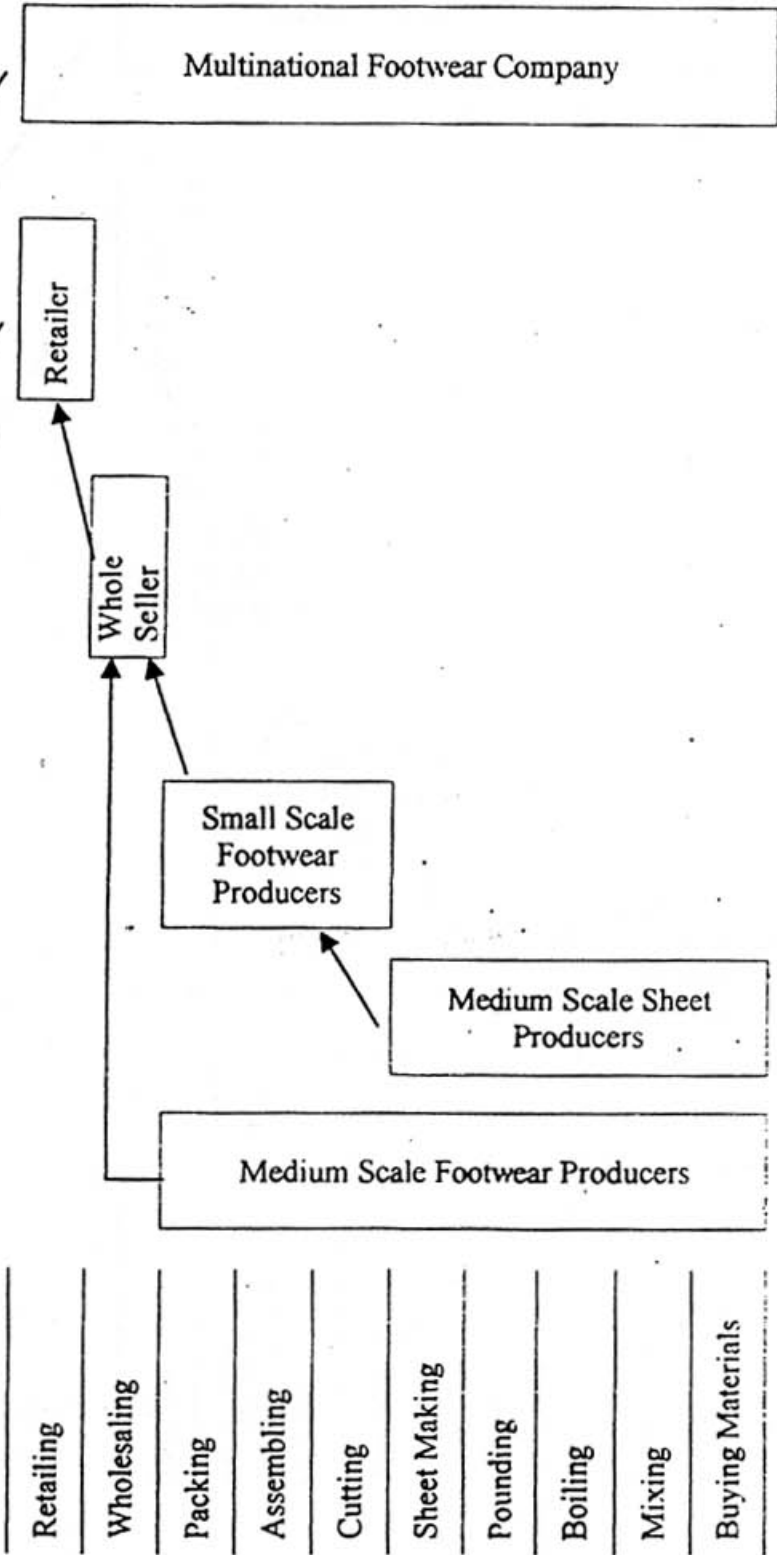 Multinational Footwear Company
Retailer
Whole
Seller
Small Scale
Footwear
Producers
Medium Scale Sheet
Producers
Medium Scale Footwear Producers
Retailing
Wholesaling
Packing
Assembling
Cutting
Sheet Making
Pounding
Boiling
Mixing
Buying Materials